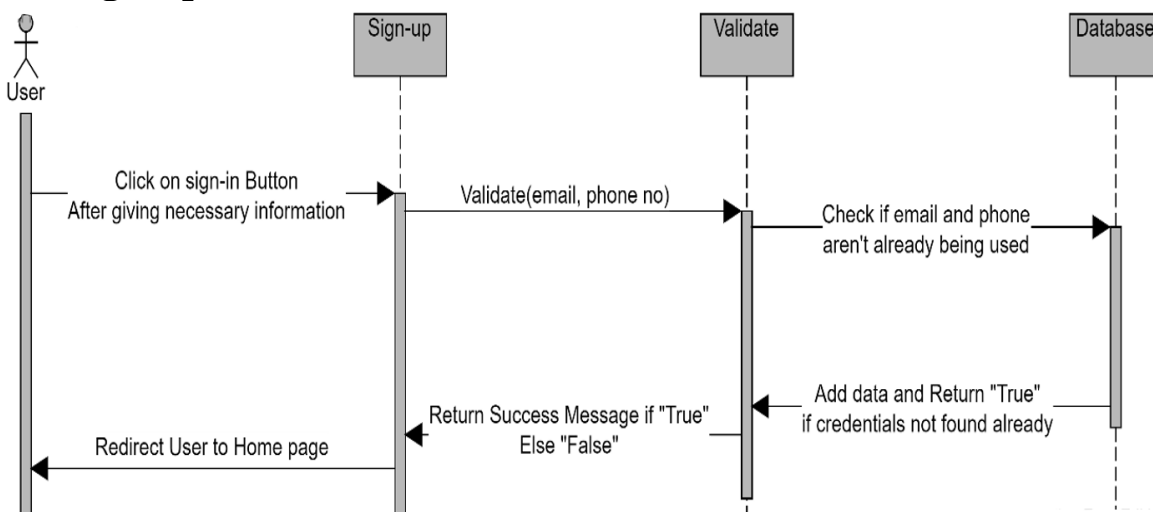 Sign-up
Validate
Database
User
Click on sign-in Button
After giving necessary information
Validate(email, phone no)
Check if email and phone
aren't already being used
Add data and Return "True"
if credentials not found already
Return Success Message if "True"
Else "False"
Redirect User to Home page